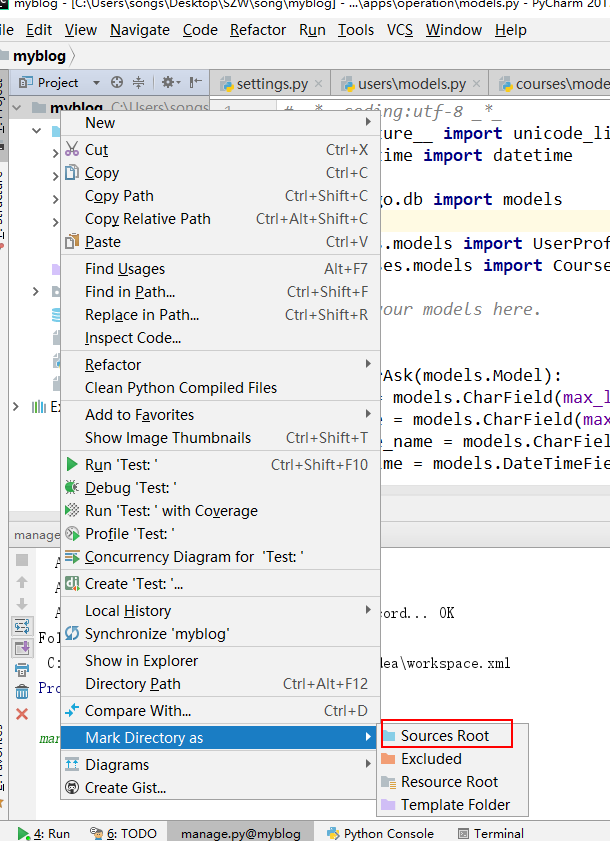 myblog - [C:\Users\songs\Desktop\SZW\song\myblog] - ...\apps\operation\models.py - PyCharm 201
ile Edit View Navigate Code Refactor Run Tools VCS Window Help
myblog
Project settings.py users\models.py courses\mode
myblog C:\Users\songs
1 # _*_ coding:utf-8 _*_
New
ture__ import unicode_li
Cut Ctrl+X
time import datetime
Copy Ctrl+C
Copy Path Ctrl+Shift+C
go.db import models
Copy Relative Path Ctrl+Alt+Shift+C
Paste Ctrl+V
s.models import UserProf
Find Usages Alt+F7
ses.models import Course
Find in Path... Ctrl+Shift+F
Replace in Path... Ctrl+Shift+R
your models here.
Inspect Code...
Refactor
rAsk(models.Model):
Clean Python Compiled Files
= models.CharField(max_l
Add to Favorites
e = models.CharField(max
Show Image Thumbnails Ctrl+Shift+T
e_name = models.CharFiel
Run 'Test: ' Ctrl+Shift+F10
ime = models.DateTimeFie
Debug 'Test: '
Run 'Test: ' with Coverage
manage
Profile 'Test: '
Concurrency Diagram for 'Test: '
Create 'Test: '...
Local History
cord... OK
Synchronize 'myblog'
Fol
Show in Explorer
C:
dea\workspace.xml
Directory Path Ctrl+Alt+F12
Pro
Compare With... Ctrl+D
Mark Directory as
man
Sources Root
Diagrams
Excluded
Create Gist...
Resource Root
Template Folder
4: Run 6: TODO manage.py@myblog Python Console Terminal